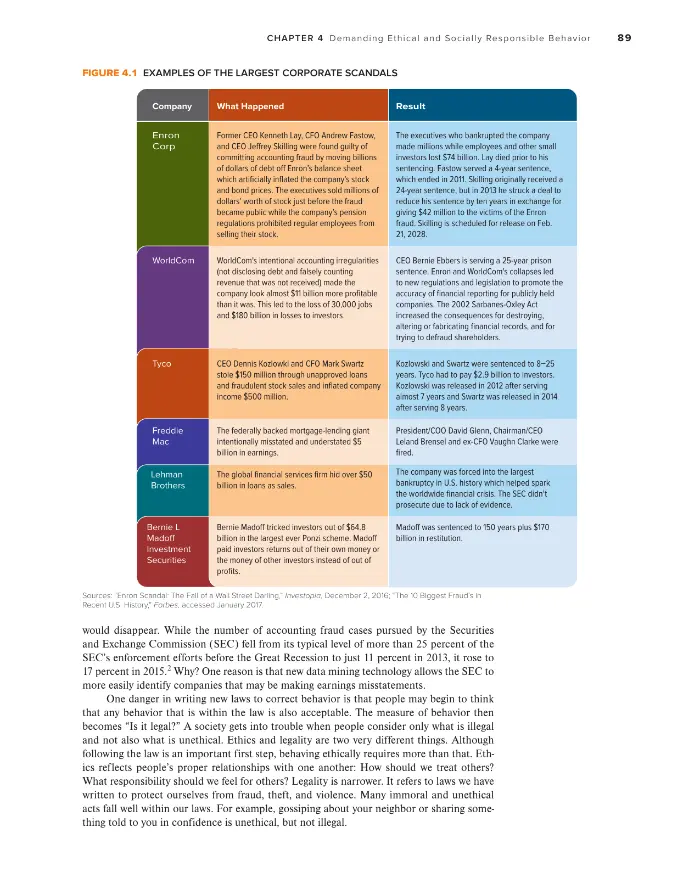 CHAPTER 4 Demanding Ethical and Socially Responsible Behavior 89
FIGURE 4.1 EXAMPLES OF THE LARGEST CORPORATE SCANDALS
Company
What Happened
Result
Enron
Corp
Former CEO Kenneth Lay, CFO Andrew Fastow,
and CEO Jeffrey Skilling were found guilty of
committing accounting fraud by moving billions
of dollars of debt off Enron's balance sheet
which artificially inflated the company's stock
and bond prices. The executives sold millions of
dollars' worth of stock just before the fraud
became public while the company's pension
regulations prohibited regular employees from
selling their stock.
The executives who bankrupted the company
made millions while employees and other small
investors lost $74 billion. Lay died prior to his
sentencing. Fastow served a 4-year sentence,
which ended in 2011. Skilling originally received a
24-year sentence, but in 2013 he struck a deal to
reduce his sentence by ten years in exchange for
giving $42 million to the victims of the Enron
fraud. Skilling is scheduled for release on Feb.
21, 2028.
WorldCom
WorldCom's intentional accounting irregularities
(not disclosing debt and falsely counting
revenue that was not received) made the
company look almost $11 billion more profitable
than it was. This led to the loss of 30,000 jobs
and $180 billion in losses to investors.
CEO Bernie Ebbers is serving a 25-year prison
sentence. Enron and WorldCom's collapses led
to new regulations and legislation to promote the
accuracy of financial reporting for publicly held
companies. The 2002 Sarbanes-Oxley Act
increased the consequences for destroying,
altering or fabricating financial records, and for
trying to defraud shareholders.
Tyco
CEO Dennis Kozlowki and CFO Mark Swartz
stole $150 million through unapproved loans
and fraudulent stock sales and inflated company
income $500 million.
Kozlowski and Swartz were sentenced to 8–25
years. Tyco had to pay $2.9 billion to investors.
Kozlowski was released in 2012 after serving
almost 7 years and Swartz was released in 2014
after serving 8 years.
Freddie
Mac
The federally backed mortgage-lending giant
intentionally misstated and understated $5
billion in earnings.
President/COO David Glenn, Chairman/CEO
Leland Brensel and ex-CFO Vaughn Clarke were
fired.
Lehman
Brothers
The global financial services firm hid over $50
billion in loans as sales.
The company was forced into the largest
bankruptcy in U.S. history which helped spark
the worldwide financial crisis. The SEC didn't
prosecute due to lack of evidence.
Bernie L
Madoff
Investment
Securities
Bernie Madoff tricked investors out of $64.8
billion in the largest ever Ponzi scheme. Madoff
paid investors returns out of their own money or
the money of other investors instead of out of
profits.
Madoff was sentenced to 150 years plus $170
billion in restitution.
Sources: "Enron Scandal: The Fall of a Wall Street Darling," Investopia, December 2, 2016; "The 10 Biggest Fraud's in
Recent U.S. History," Forbes, accessed January 2017.
would disappear. While the number of accounting fraud cases pursued by the Securities
and Exchange Commission (SEC) fell from its typical level of more than 25 percent of the
SEC's enforcement efforts before the Great Recession to just 11 percent in 2013, it rose to
17 percent in 2015.2 Why? One reason is that new data mining technology allows the SEC to
more easily identify companies that may be making earnings misstatements.
One danger in writing new laws to correct behavior is that people may begin to think
that any behavior that is within the law is also acceptable. The measure of behavior then
becomes "Is it legal?" A society gets into trouble when people consider only what is illegal
and not also what is unethical. Ethics and legality are two very different things. Although
following the law is an important first step, behaving ethically requires more than that. Eth-
ics reflects people's proper relationships with one another: How should we treat others?
What responsibility should we feel for others? Legality is narrower. It refers to laws we have
written to protect ourselves from fraud, theft, and violence. Many immoral and unethical
acts fall well within our laws. For example, gossiping about your neighbor or sharing some-
thing told to you in confidence is unethical, but not illegal.